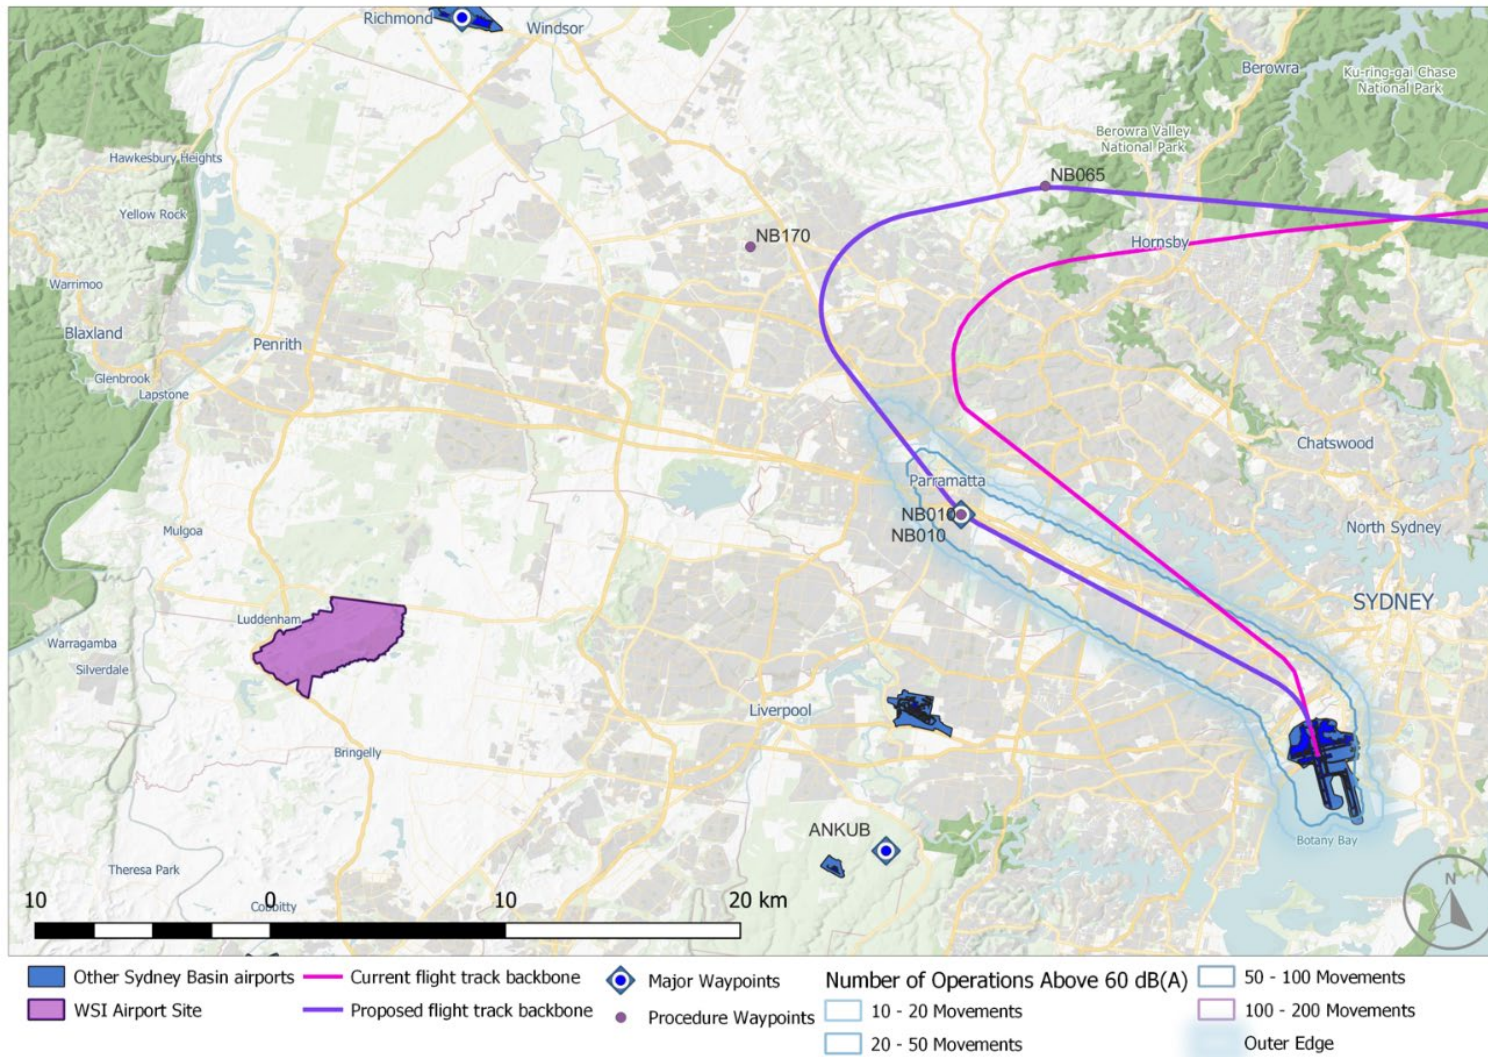 Richmond
Windsor
Berowra
Ku-ring-gai Chase
National Park
Berowra Valley
National Park
Hawkesbury Heights
NB065
Yellow Rock
NB170
Hornsby
Warrimoo
Blaxland
Penrith
Glenbrook
Lapstone
Chatswood
Parramatta
NB010
NB010
Mulgoa
North Sydney
SYDNEY
Luddenham
Warragamba
Silverdale
Liverpool
Bringelly
ANKUB
Botany Bay
Theresa Park
N
10 0 10 20 km
Cobbitty
Other Sydney Basin airports
WSI Airport Site
Current flight track backbone
Proposed flight track backbone
Major Waypoints
Procedure Waypoints
Number of Operations Above 60 dB(A)
10 - 20 Movements
20 - 50 Movements
50 - 100 Movements
100 - 200 Movements
Outer Edge